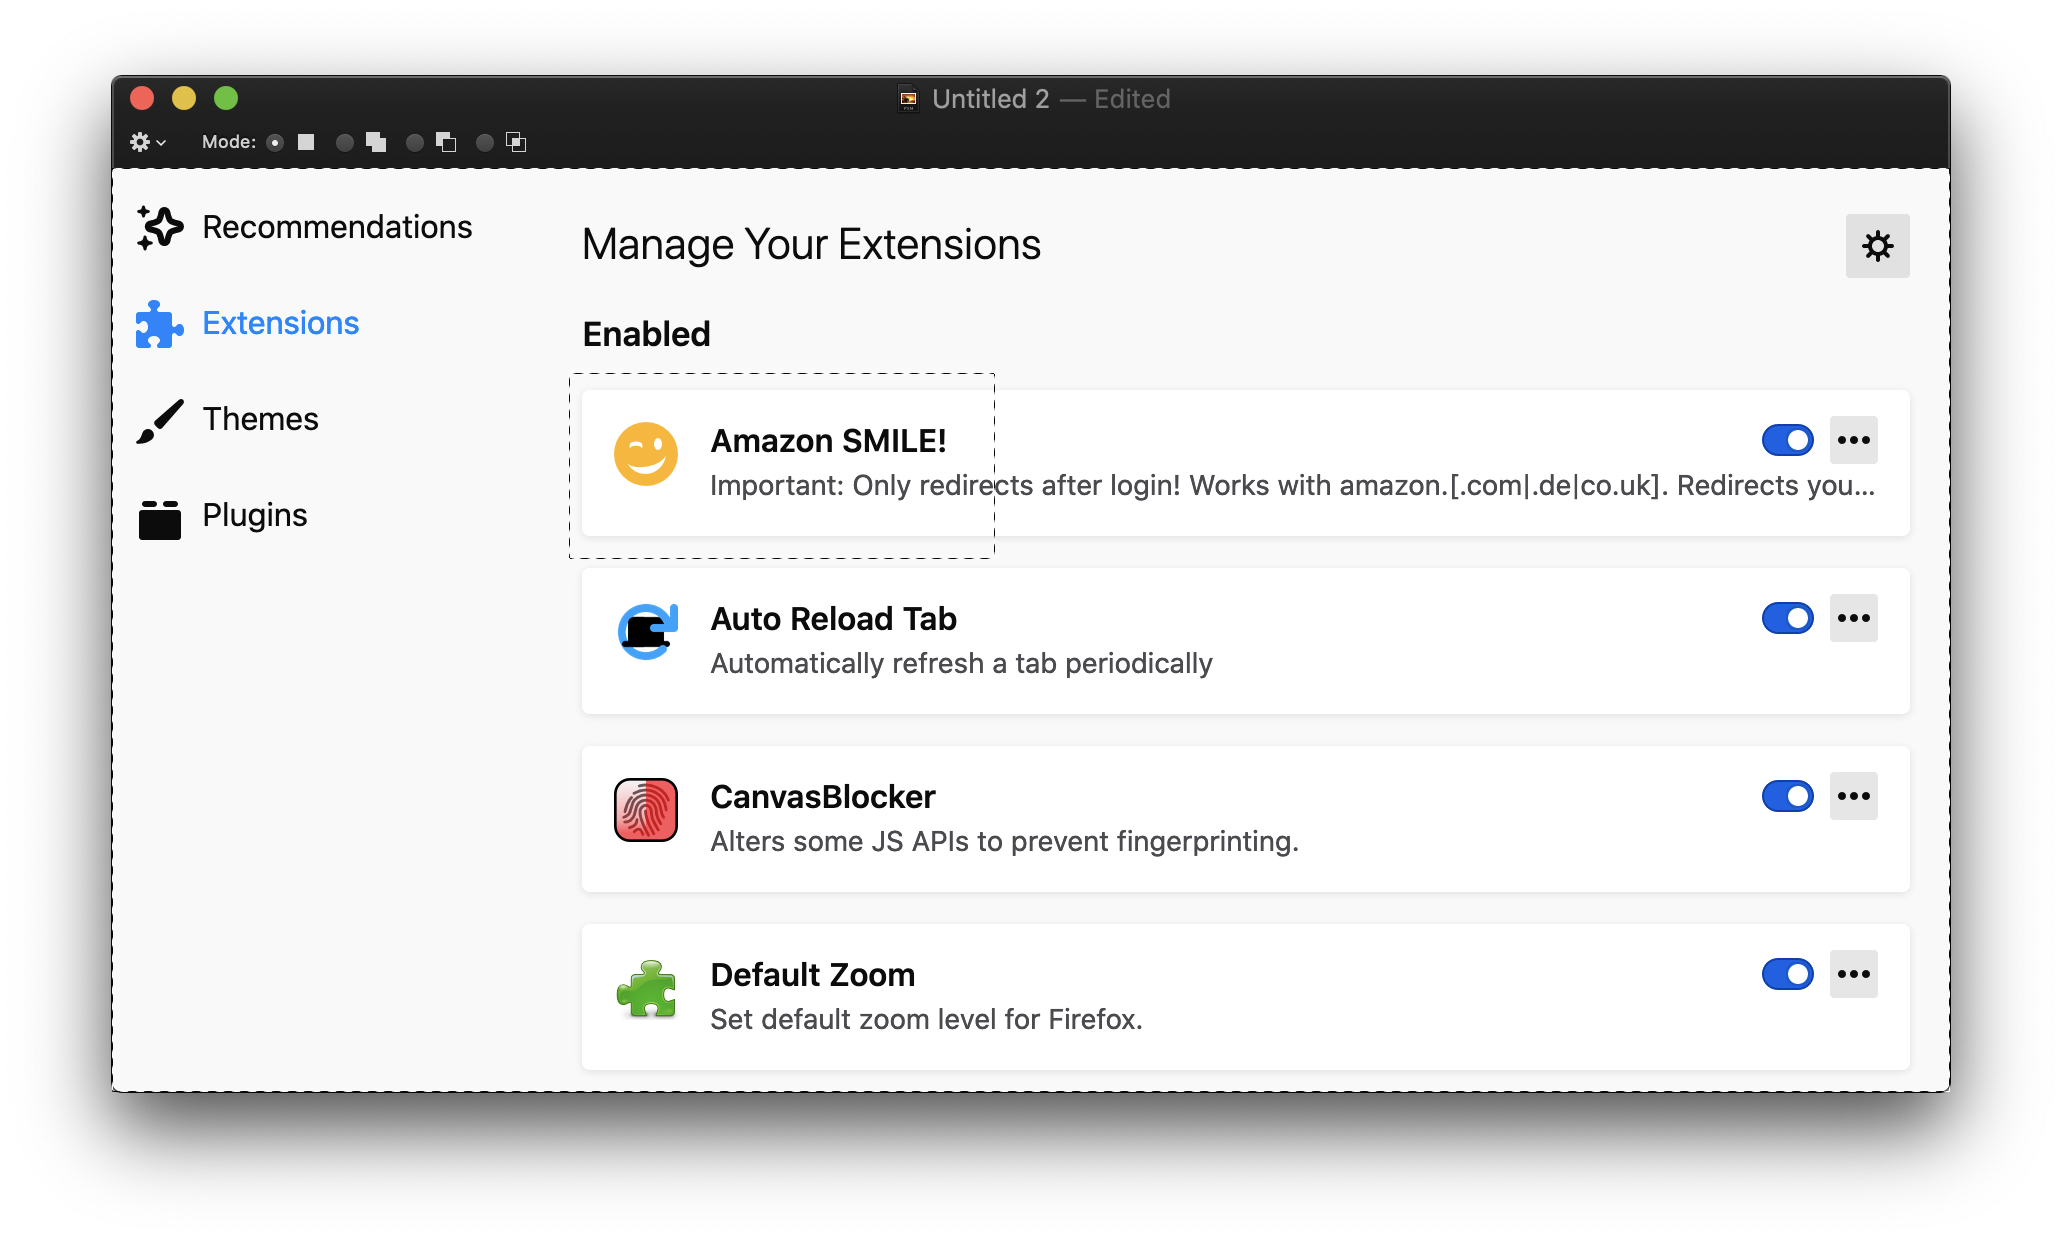 Untitled 2 — Edited
Mode:
Recommendations
Extensions
Themes
Plugins
Manage Your Extensions
Enabled
Amazon SMILE!
Important: Only redirects after login! Works with amazon.[.com|.de|co.uk]. Redirects you...
Auto Reload Tab
Automatically refresh a tab periodically
CanvasBlocker
Alters some JS APIs to prevent fingerprinting.
Default Zoom
Set default zoom level for Firefox.